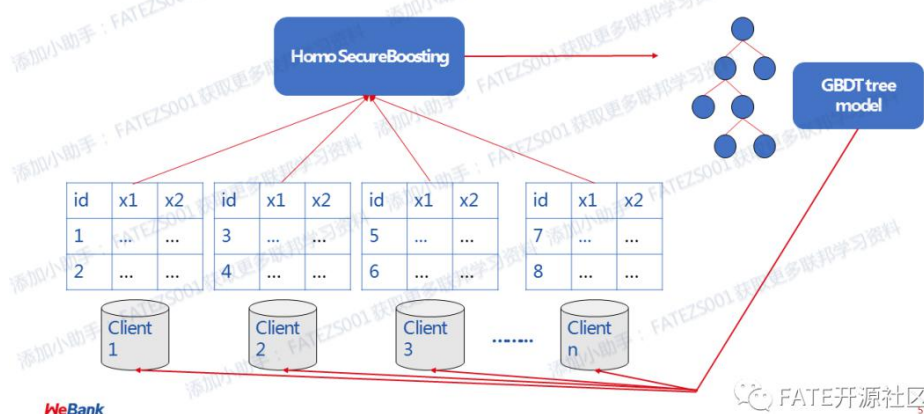 HomoSecureBoosting
GBDT tree
model
id x1 x2
1 ... ...
2 ... ...
id x1 x2
3 ... ...
4 ... ...
id x1 x2
5 ... ...
6 ... ...
id x1 x2
7 ... ...
8 ... ...
Client
1
Client
2
Client
3
........
Client
n
WeBank
FATE开源社区
添加小助手：FATEZS001 获取更多联邦学习资料